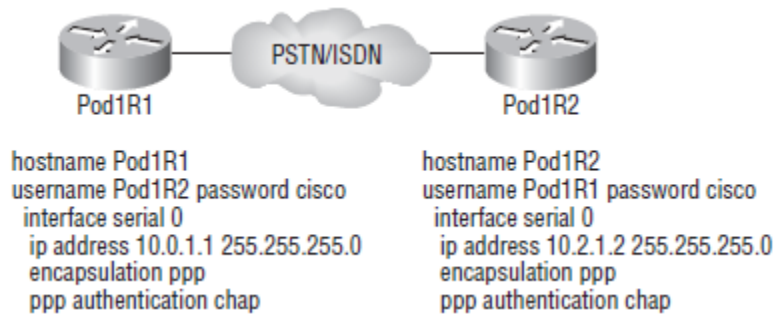 PSTN/ISDN
Pod1R1
Pod1R2
hostname Pod1R1
username Pod1R2 password cisco
interface serial 0
ip address 10.0.1.1 255.255.255.0
encapsulation ppp
ppp authentication chap
hostname Pod1R2
username Pod1R1 password cisco
interface serial 0
ip address 10.2.1.2 255.255.255.0
encapsulation ppp
ppp authentication chap